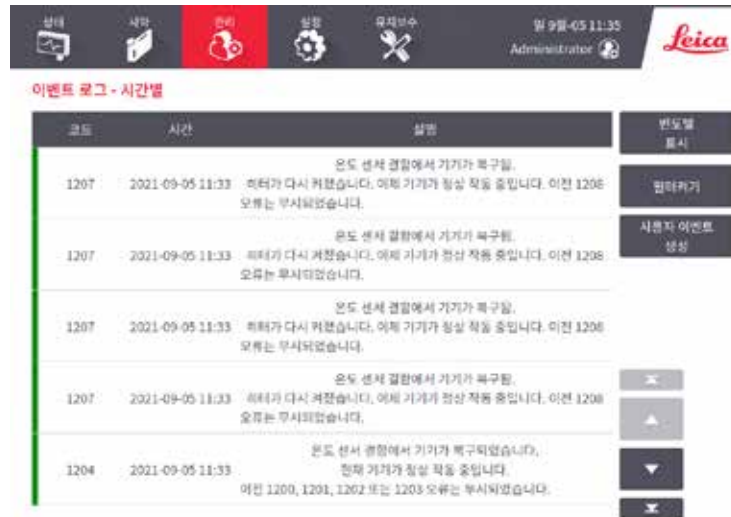 상태
세척
관리
설정
유지보수
일 9월-05 11:35
Administrator
Leica
이벤트 로그 - 시간별
코드 시간 설명
빈도별
표시
필터켜기
사용자 이벤트
생성
온도 센서 결함에서 기기가 복구됨.
1207 2021-09-05 11:33 히터가 다시 켜졌습니다. 이제 기기가 정상 작동 중입니다. 이전 1208
오류는 무시되었습니다.
온도 센서 결함에서 기기가 복구됨.
1207 2021-09-05 11:33 히터가 다시 켜졌습니다. 이제 기기가 정상 작동 중입니다. 이전 1208
오류는 무시되었습니다.
온도 센서 결함에서 기기가 복구됨.
1207 2021-09-05 11:33 히터가 다시 켜졌습니다. 이제 기기가 정상 작동 중입니다. 이전 1208
오류는 무시되었습니다.
온도 센서 결함에서 기기가 복구됨.
1207 2021-09-05 11:33 히터가 다시 켜졌습니다. 이제 기기가 정상 작동 중입니다. 이전 1208
오류는 무시되었습니다.
온도 센서 결함에서 기기가 복구되었습니다.
1204 2021-09-05 11:33 현재 기기가 정상 작동 중입니다.
이전 1200, 1201, 1202 또는 1203 오류는 무시되었습니다.